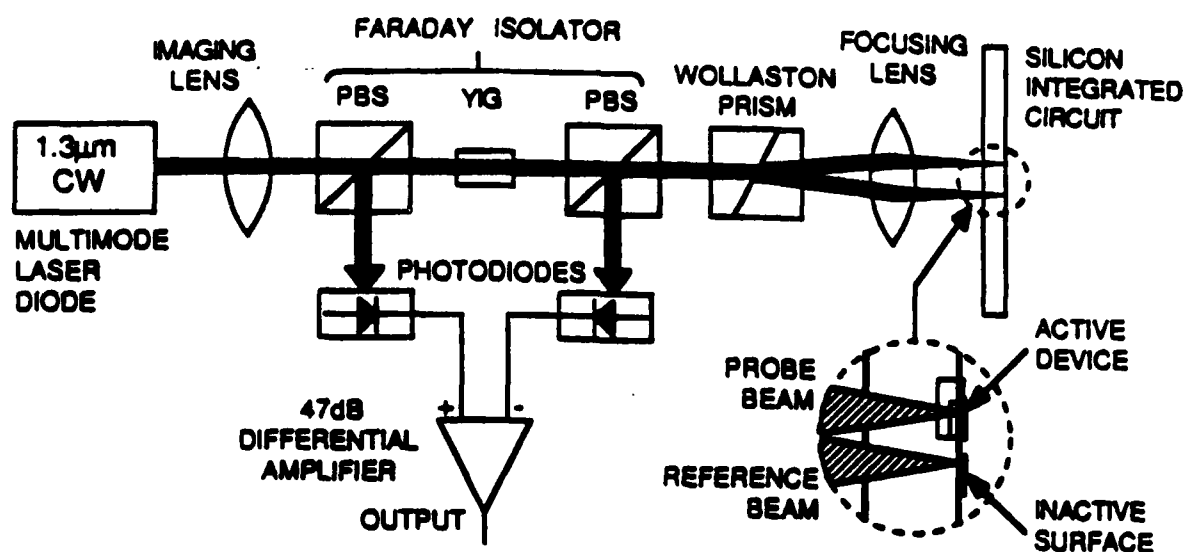 FARADAY ISOLATOR
IMAGING
LENS
PBS
YIG
PBS
WOLLASTON
PRISM
FOCUSING
LENS
SILICON
INTEGRATED
CIRCUIT
1.3µm
CW
MULTIMODE
LASER
DIODE
PHOTODIODES
47dB
DIFFERENTIAL
AMPLIFIER
+
-
OUTPUT
PROBE
BEAM
REFERENCE
BEAM
ACTIVE
DEVICE
INACTIVE
SURFACE